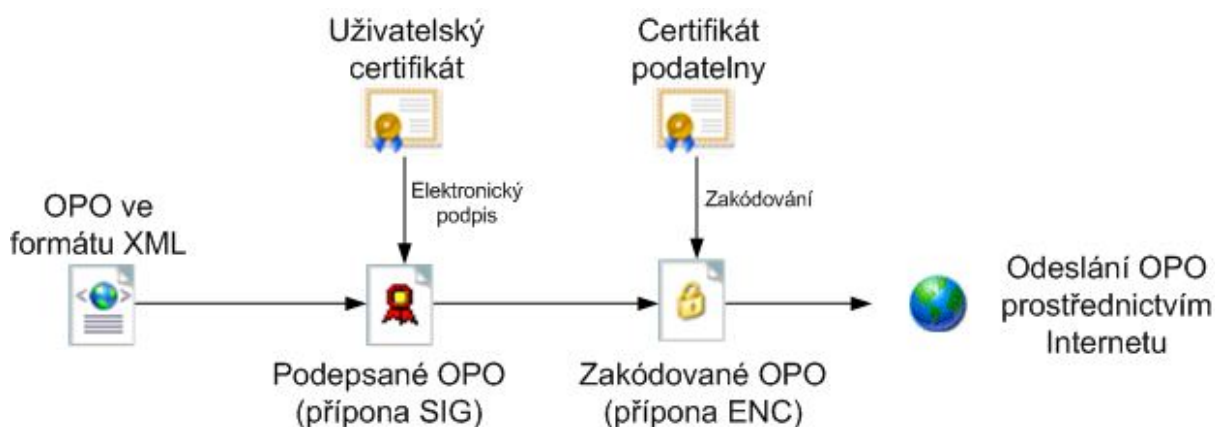 Uživatelský
certifikát
Certifikát
podatelny
Elektronický
podpis
Zakódování
OPO ve
formátu XML
Podepsané OPO
(přípona SIG)
Zakódované OPO
(přípona ENC)
Odeslání OPO
prostřednictvím
Internetu